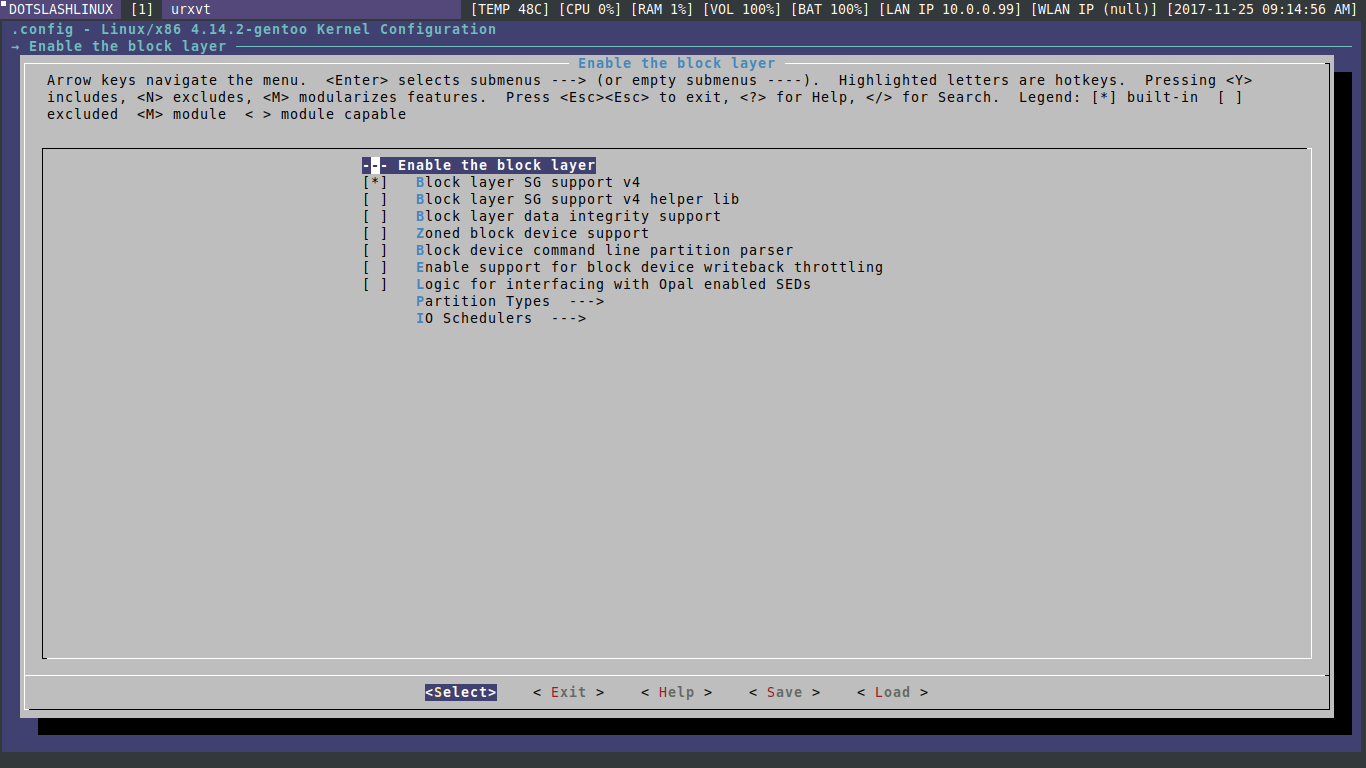 DOTSLASHLINUX [1] urxvt [TEMP 48C] [CPU 0%] [RAM 1%] [VOL 100%] [BAT 100%] [LAN IP 10.0.0.99] [WLAN IP (null)] [2017-11-25 09:14:56 AM]
.config - Linux/x86 4.14.2-gentoo Kernel Configuration
→ Enable the block layer
Enable the block layer
Arrow keys navigate the menu.  <Enter> selects submenus ---> (or empty submenus ----).  Highlighted letters are hotkeys.  Pressing <Y>
includes, <N> excludes, <M> modularizes features.  Press <Esc><Esc> to exit, <?> for Help, </> for Search.  Legend: [*] built-in  [ ]
excluded  <M> module  < > module capable
--- Enable the block layer
[*]   Block layer SG support v4
[ ]   Block layer SG support v4 helper lib
[ ]   Block layer data integrity support
[ ]   Zoned block device support
[ ]   Block device command line partition parser
[ ]   Enable support for block device writeback throttling
[ ]   Logic for interfacing with Opal enabled SEDs
Partition Types  --->
IO Schedulers  --->
<Select>    < Exit >    < Help >    < Save >    < Load >